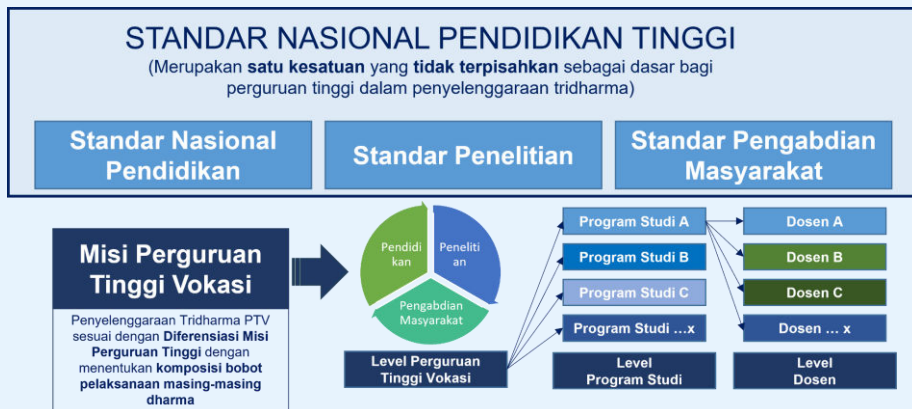 STANDAR NASIONAL PENDIDIKAN TINGGI
(Merupakan satu kesatuan yang tidak terpisahkan sebagai dasar bagi
perguruan tinggi dalam penyelenggaraan tridharma)
Standar Nasional
Pendidikan
Standar Penelitian
Standar Pengabdian
Masyarakat
Misi Perguruan
Tinggi Vokasi
Penyelenggaraan Tridharma PTV
sesuai dengan Diferensiasi Misi
Perguruan Tinggi dengan
menentukan komposisi bobot
pelaksanaan masing-masing
dharma
Pendidi
kan
Peneliti
an
Pengabdian
Masyarakat
Level Perguruan
Tinggi Vokasi
Program Studi A
Program Studi B
Program Studi C
Program Studi ...x
Level
Program Studi
Dosen A
Dosen B
Dosen C
Dosen ... x
Level
Dosen